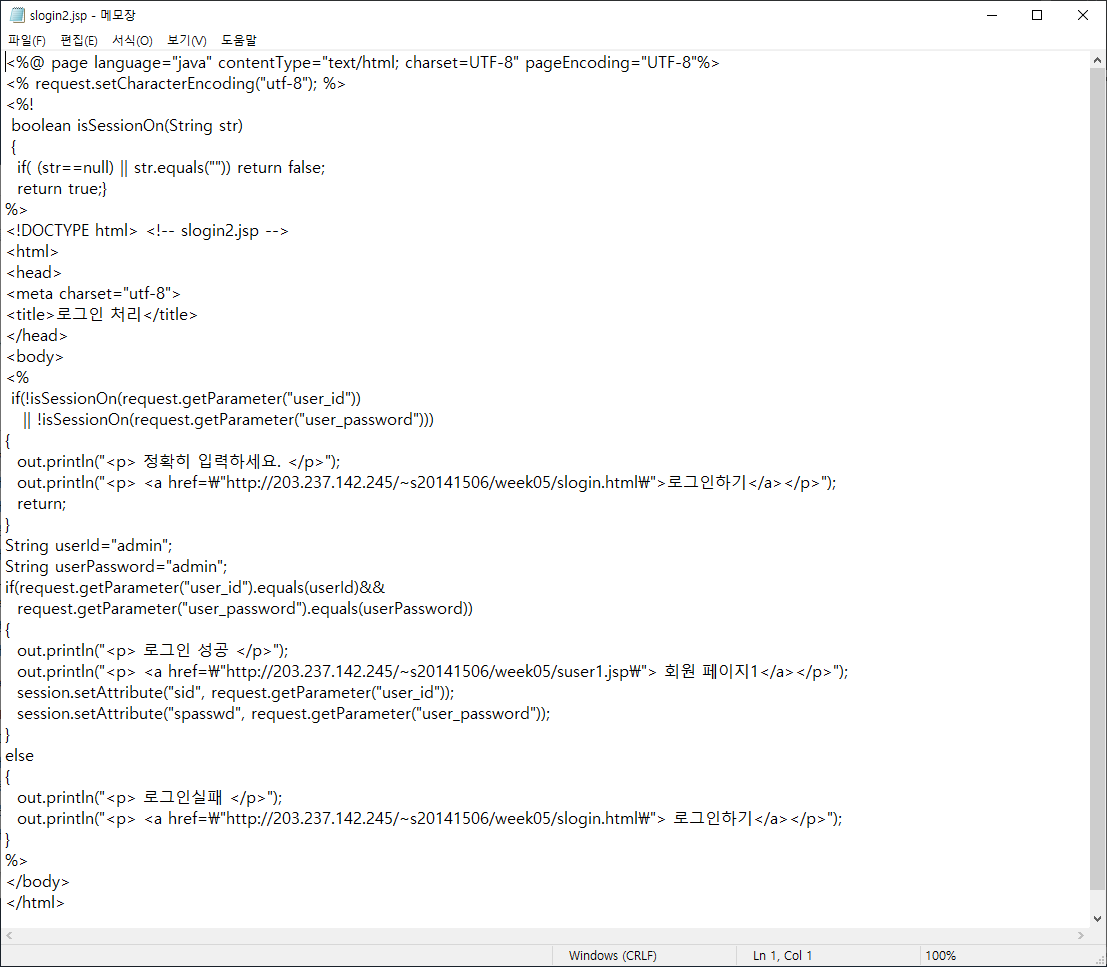 slogin2.jsp - 메모장
파일(F) 편집(E) 서식(O) 보기(V) 도움말
<%@ page language="java" contentType="text/html; charset=UTF-8" pageEncoding="UTF-8"%>
<% request.setCharacterEncoding("utf-8"); %>
<%!
 boolean isSessionOn(String str)
 {
  if( (str==null) || str.equals("")) return false;
  return true;}
%>
<!DOCTYPE html> <!-- slogin2.jsp -->
<html>
<head>
<meta charset="utf-8">
<title>로그인 처리</title>
</head>
<body>
<%
 if(!isSessionOn(request.getParameter("user_id"))
   || !isSessionOn(request.getParameter("user_password")))
{
  out.println("<p> 정확히 입력하세요. </p>");
  out.println("<p> <a href=₩"http://203.237.142.245/~s20141506/week05/slogin.html₩">로그인하기</a></p>");
  return;
}
String userId="admin";
String userPassword="admin";
if(request.getParameter("user_id").equals(userId)&&
  request.getParameter("user_password").equals(userPassword))
{
  out.println("<p> 로그인 성공 </p>");
  out.println("<p> <a href=₩"http://203.237.142.245/~s20141506/week05/suser1.jsp₩"> 회원 페이지1</a></p>");
  session.setAttribute("sid", request.getParameter("user_id"));
  session.setAttribute("spasswd", request.getParameter("user_password"));
}
else
{
  out.println("<p> 로그인실패 </p>");
  out.println("<p> <a href=₩"http://203.237.142.245/~s20141506/week05/slogin.html₩"> 로그인하기</a></p>");
}
%>
</body>
</html>
Windows (CRLF) Ln 1, Col 1 100%